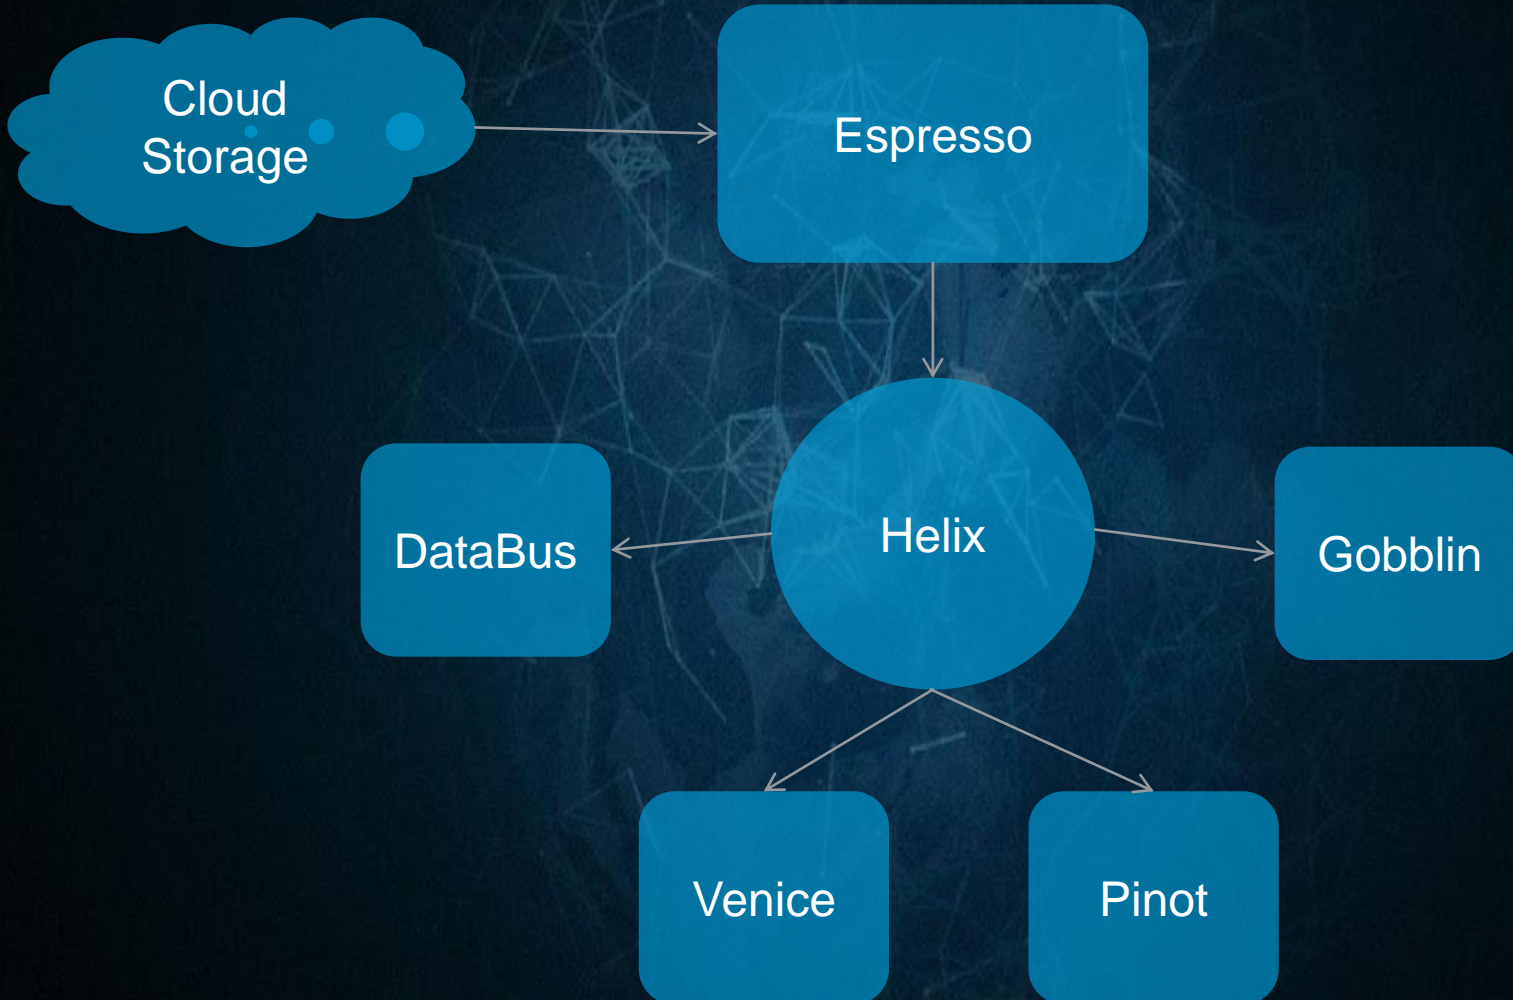 Cloud
Storage
Espresso
Helix
DataBus
Gobblin
Venice
Pinot